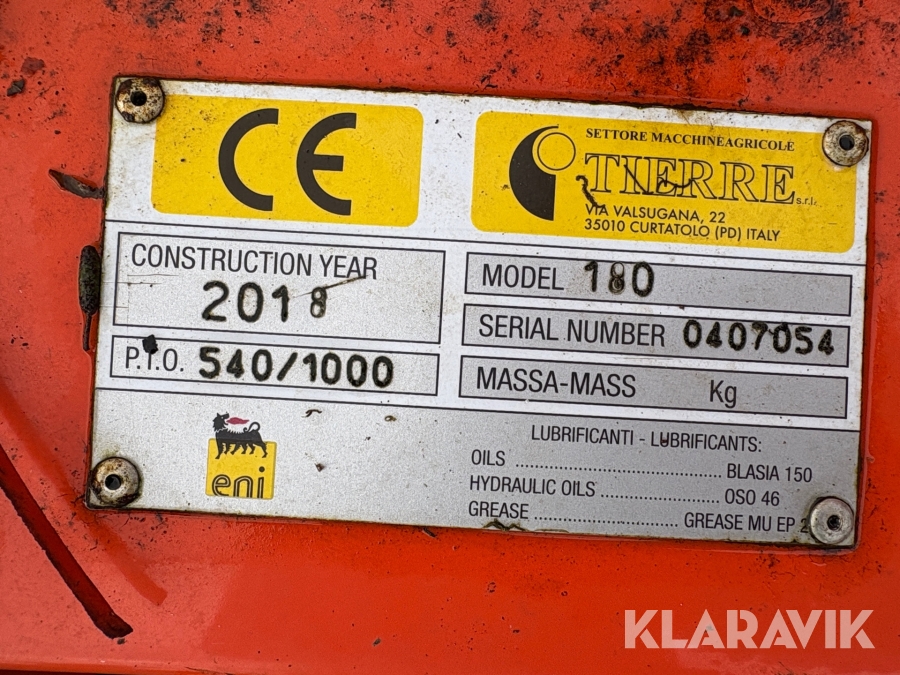 CE
SETTORE MACCHINE AGRICOLE
TIERRE s.r.l.
VIA VALSUGANA, 22
35010 CURTATOLO (PD) ITALY
CONSTRUCTION YEAR
2018
P.T.O. 540/1000
MODEL 180
SERIAL NUMBER 0407054
MASSA-MASS Kg
eni
LUBRIFICANTI - LUBRIFICANTS:
OILS ........................ BLASIA 150
HYDRAULIC OILS ........................ OSO 46
GREASE ........................ GREASE MU EP 2
KLARAVIK